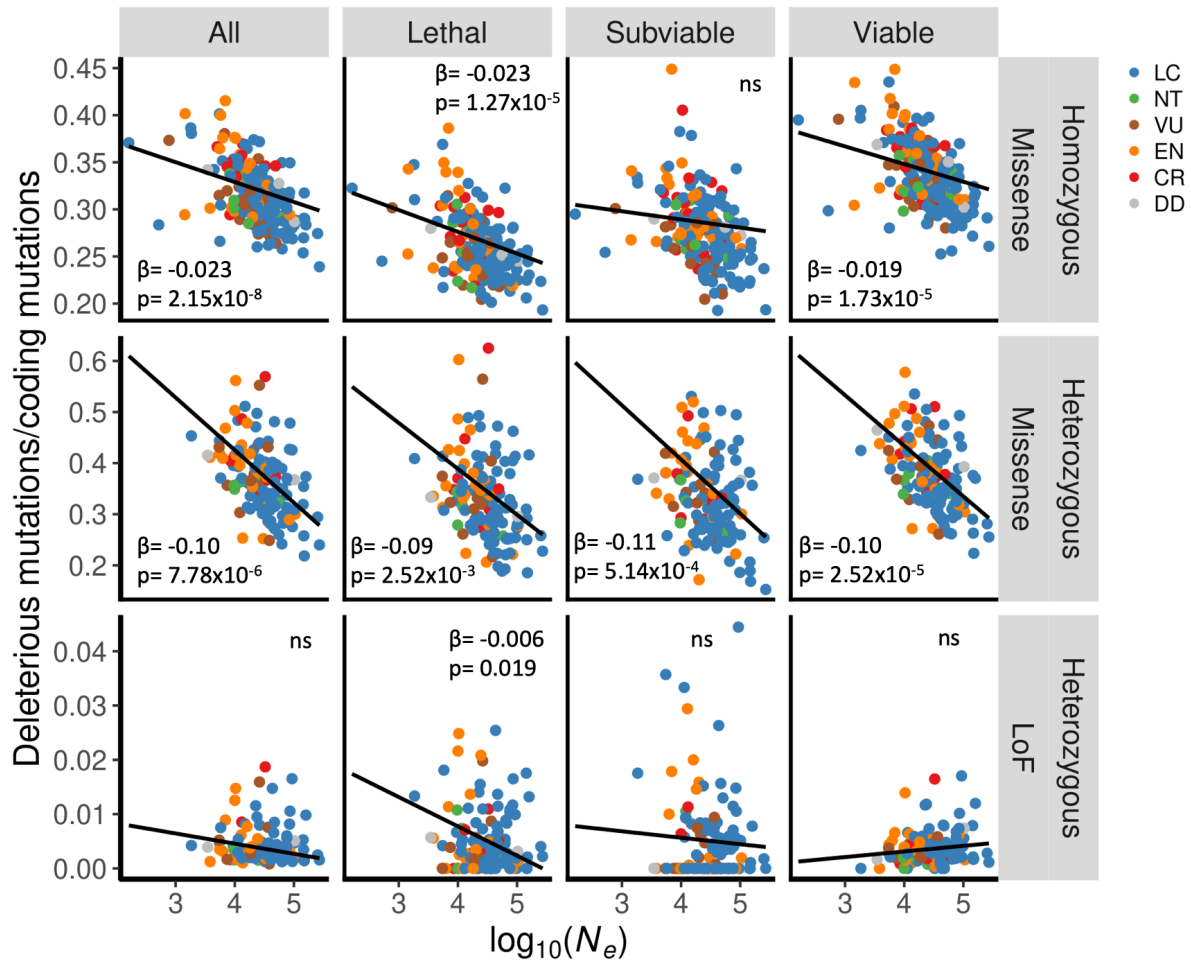 All
Lethal
Subviable
Viable
Deleterious mutations/coding mutations
0.45
0.40
0.35
0.30
0.25
0.20
β= -0.023
p= 2.15x10⁻⁸
β= -0.023
p= 1.27x10⁻⁵
ns
β= -0.019
p= 1.73x10⁻⁵
Homozygous
Missense
LC
NT
VU
EN
CR
DD
0.6
0.5
0.4
0.3
0.2
β= -0.10
p= 7.78x10⁻⁶
β= -0.09
p= 2.52x10⁻³
β= -0.11
p= 5.14x10⁻⁴
β= -0.10
p= 2.52x10⁻⁵
Heterozygous
Missense
0.04
0.03
0.02
0.01
0.00
ns
β= -0.006
p= 0.019
ns
ns
Heterozygous
LoF
3 4 5
3 4 5
3 4 5
3 4 5
log₁₀(Nₑ)